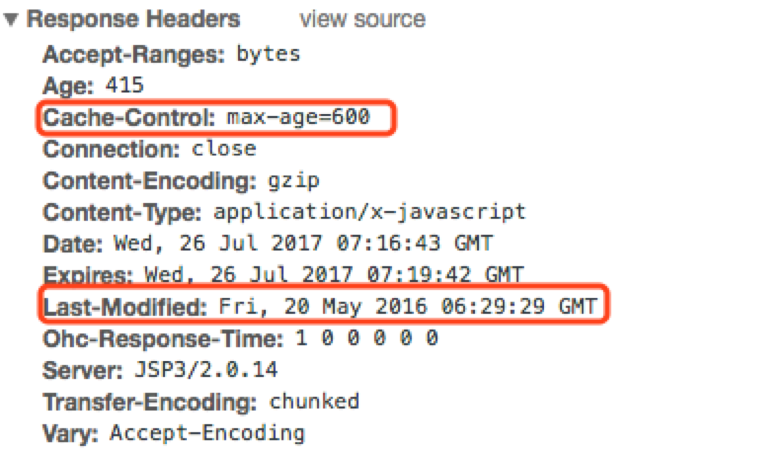 ▼ Response Headers view source
Accept-Ranges: bytes
Age: 415
Cache-Control: max-age=600
Connection: close
Content-Encoding: gzip
Content-Type: application/x-javascript
Date: Wed, 26 Jul 2017 07:16:43 GMT
Expires: Wed, 26 Jul 2017 07:19:42 GMT
Last-Modified: Fri, 20 May 2016 06:29:29 GMT
Ohc-Response-Time: 1 0 0 0 0 0
Server: JSP3/2.0.14
Transfer-Encoding: chunked
Vary: Accept-Encoding